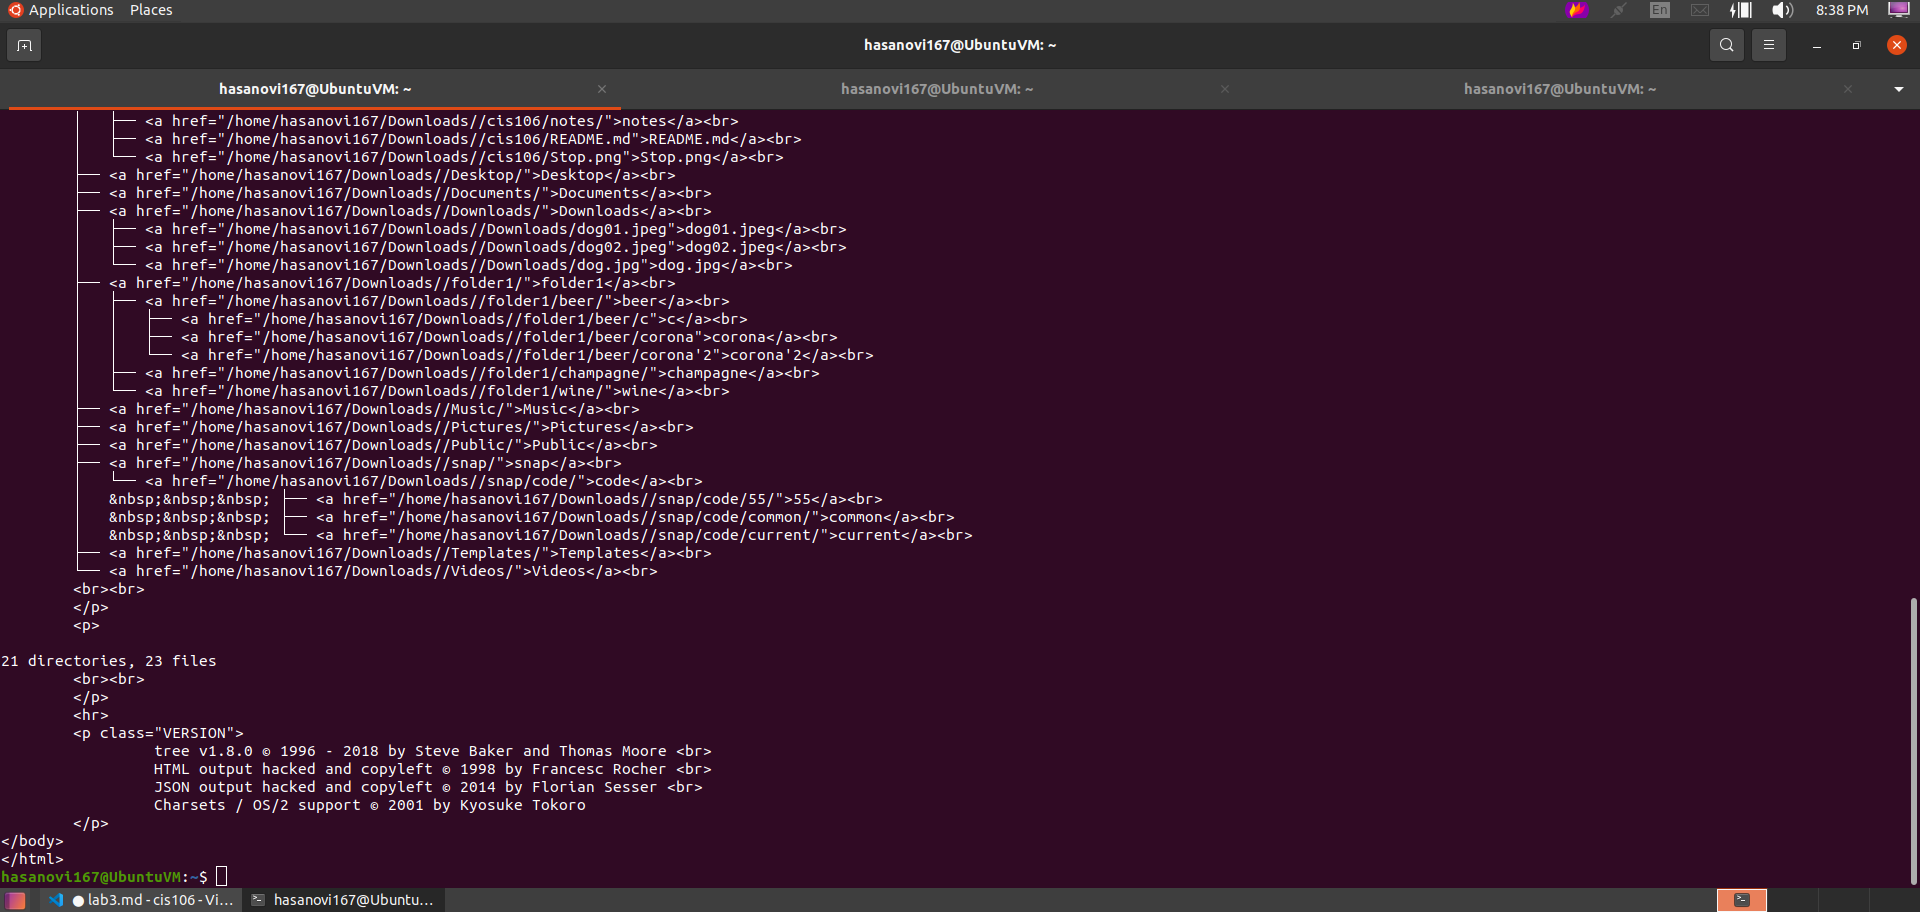 Applications Places En 8:38 PM
hasanovi167@UbuntuVM: ~
hasanovi167@UbuntuVM: ~ × hasanovi167@UbuntuVM: ~ × hasanovi167@UbuntuVM: ~ ×
├── <a href="/home/hasanovi167/Downloads//cis106/notes/">notes</a><br>
├── <a href="/home/hasanovi167/Downloads//cis106/README.md">README.md</a><br>
└── <a href="/home/hasanovi167/Downloads//cis106/Stop.png">Stop.png</a><br>
├── <a href="/home/hasanovi167/Downloads//Desktop/">Desktop</a><br>
├── <a href="/home/hasanovi167/Downloads//Documents/">Documents</a><br>
├── <a href="/home/hasanovi167/Downloads//Downloads/">Downloads</a><br>
│   ├── <a href="/home/hasanovi167/Downloads//Downloads/dog01.jpeg">dog01.jpeg</a><br>
│   ├── <a href="/home/hasanovi167/Downloads//Downloads/dog02.jpeg">dog02.jpeg</a><br>
│   └── <a href="/home/hasanovi167/Downloads//Downloads/dog.jpg">dog.jpg</a><br>
├── <a href="/home/hasanovi167/Downloads//folder1/">folder1</a><br>
│   ├── <a href="/home/hasanovi167/Downloads//folder1/beer/">beer</a><br>
│   │   ├── <a href="/home/hasanovi167/Downloads//folder1/beer/c">c</a><br>
│   │   ├── <a href="/home/hasanovi167/Downloads//folder1/beer/corona">corona</a><br>
│   │   └── <a href="/home/hasanovi167/Downloads//folder1/beer/corona'2">corona'2</a><br>
│   ├── <a href="/home/hasanovi167/Downloads//folder1/champagne/">champagne</a><br>
│   └── <a href="/home/hasanovi167/Downloads//folder1/wine/">wine</a><br>
├── <a href="/home/hasanovi167/Downloads//Music/">Music</a><br>
├── <a href="/home/hasanovi167/Downloads//Pictures/">Pictures</a><br>
├── <a href="/home/hasanovi167/Downloads//Public/">Public</a><br>
├── <a href="/home/hasanovi167/Downloads//snap/">snap</a><br>
│   └── <a href="/home/hasanovi167/Downloads//snap/code/">code</a><br>
│   &nbsp;&nbsp;&nbsp; ├── <a href="/home/hasanovi167/Downloads//snap/code/55/">55</a><br>
│   &nbsp;&nbsp;&nbsp; ├── <a href="/home/hasanovi167/Downloads//snap/code/common/">common</a><br>
│   &nbsp;&nbsp;&nbsp; └── <a href="/home/hasanovi167/Downloads//snap/code/current/">current</a><br>
├── <a href="/home/hasanovi167/Downloads//Templates/">Templates</a><br>
└── <a href="/home/hasanovi167/Downloads//Videos/">Videos</a><br>
<br><br>
</p>
<p>
21 directories, 23 files
<br><br>
</p>
<hr>
<p class="VERSION">
tree v1.8.0 © 1996 - 2018 by Steve Baker and Thomas Moore <br>
HTML output hacked and copyleft © 1998 by Francesc Rocher <br>
JSON output hacked and copyleft © 2014 by Florian Sesser <br>
Charsets / OS/2 support © 2001 by Kyosuke Tokoro
</p>
</body>
</html>
hasanovi167@UbuntuVM:~$
● lab3.md - cis106 - Vi... hasanovi167@Ubuntu...